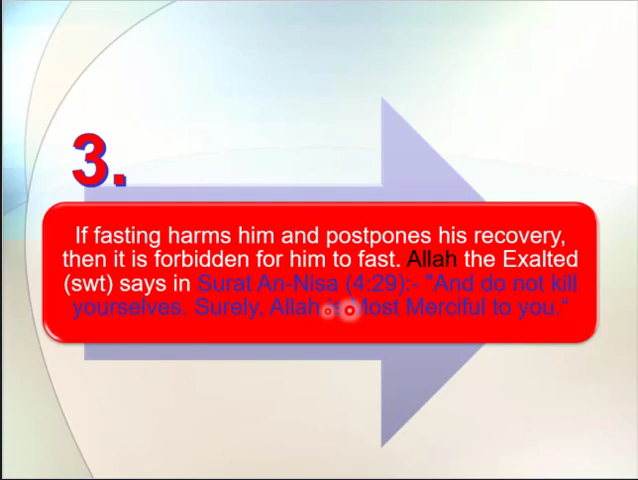 3.
If fasting harms him and postpones his recovery,
then it is forbidden for him to fast. Allah the Exalted
(swt) says in Surat An-Nisa (4:29):- "And do not kill
yourselves. Surely, Allah is Most Merciful to you."